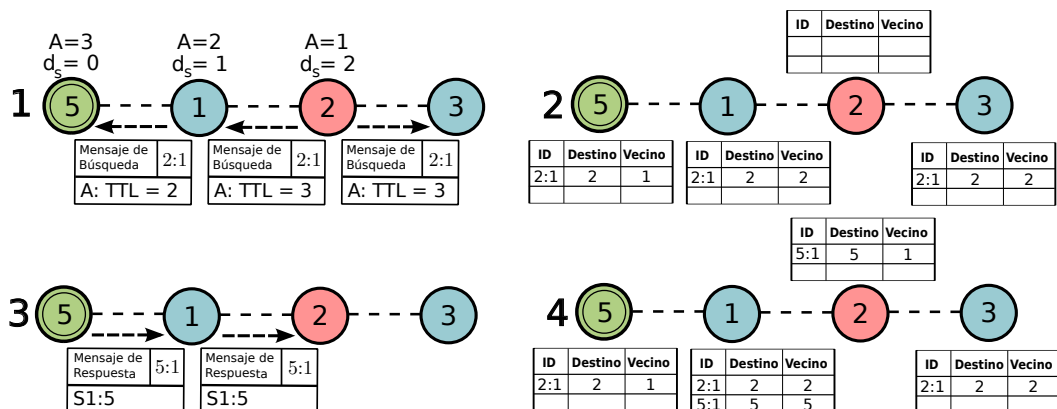 1
A=3
d_s= 0
A=2
d_s= 1
A=1
d_s= 2
5
1
2
3
Mensaje de Búsqueda 2:1
A: TTL = 2
Mensaje de Búsqueda 2:1
A: TTL = 3
Mensaje de Búsqueda 2:1
A: TTL = 3
2
ID Destino Vecino
5
1
2
3
ID Destino Vecino
2:1 2 1
ID Destino Vecino
2:1 2 2
ID Destino Vecino
2:1 2 2
3
5
1
2
3
Mensaje de Respuesta 5:1
S1:5
Mensaje de Respuesta 5:1
S1:5
4
ID Destino Vecino
5:1 5 1
5
1
2
3
ID Destino Vecino
2:1 2 1
ID Destino Vecino
2:1 2 2
5:1 5 5
ID Destino Vecino
2:1 2 2